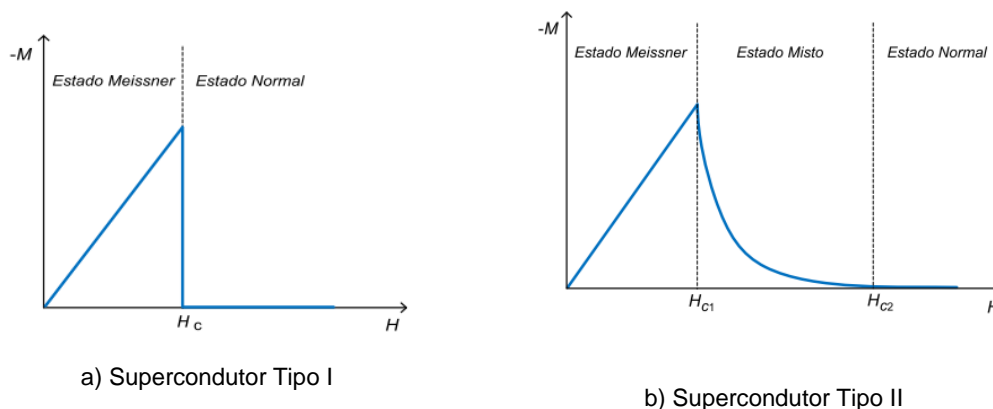 -M
Estado Meissner
Estado Normal
H c
H
a) Supercondutor Tipo I
-M
Estado Meissner
Estado Misto
Estado Normal
HC1
HC2
H
b) Supercondutor Tipo II